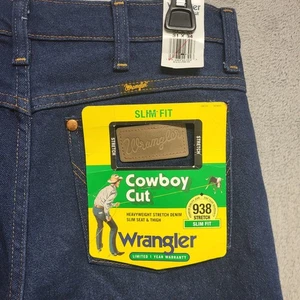 Wrangler
SLIM FIT
STRETCH
Wrangler
STRETCH
Cowboy
Cut
HEAVYWEIGHT STRETCH DENIM
SLIM SEAT & THIGH
938
STRETCH
SLIM FIT
Wrangler
LIMITED 1 YEAR WARRANTY